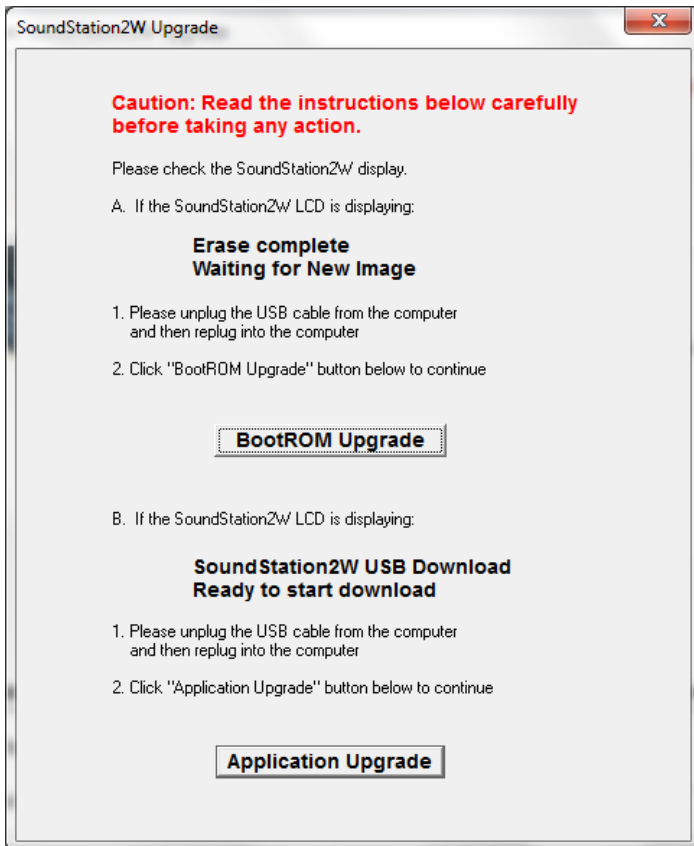 SoundStation2W Upgrade
Caution: Read the instructions below carefully
before taking any action.
Please check the SoundStation2W display.
A. If the SoundStation2W LCD is displaying:
Erase complete
Waiting for New Image
1. Please unplug the USB cable from the computer
and then replug into the computer
2. Click "BootROM Upgrade" button below to continue
BootROM Upgrade
B. If the SoundStation2W LCD is displaying:
SoundStation2W USB Download
Ready to start download
1. Please unplug the USB cable from the computer
and then replug into the computer
2. Click "Application Upgrade" button below to continue
Application Upgrade